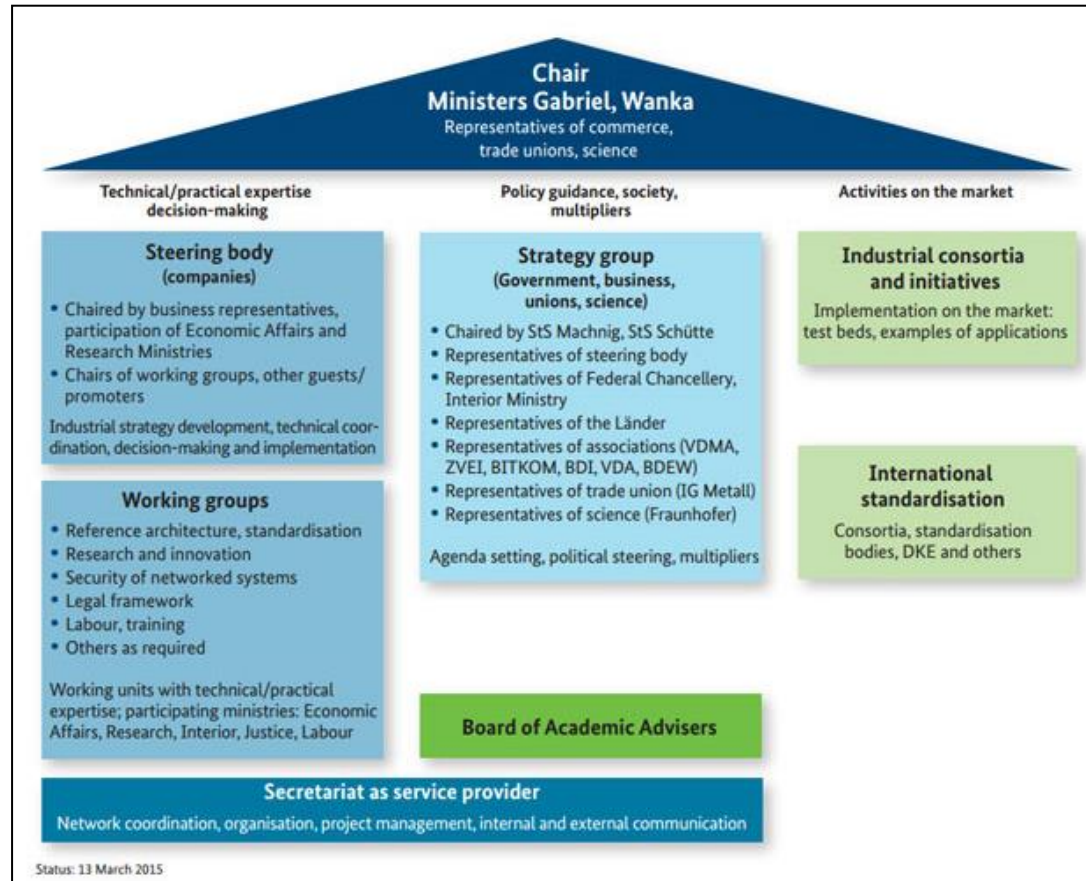 Chair
Ministers Gabriel, Wanka
Representatives of commerce,
trade unions, science
Technical/practical expertise
decision-making
Steering body
(companies)
• Chaired by business representatives,
participation of Economic Affairs and
Research Ministries
• Chairs of working groups, other guests/
promoters
Industrial strategy development, technical coor-
dination, decision-making and implementation
Working groups
• Reference architecture, standardisation
• Research and innovation
• Security of networked systems
• Legal framework
• Labour, training
• Others as required
Working units with technical/practical
expertise; participating ministries: Economic
Affairs, Research, Interior, Justice, Labour
Policy guidance, society,
multipliers
Strategy group
(Government, business,
unions, science)
• Chaired by StS Machnig, StS Schütte
• Representatives of steering body
• Representatives of Federal Chancellery,
Interior Ministry
• Representatives of the Länder
• Representatives of associations (VDMA,
ZVEI, BITKOM, BDI, VDA, BDEW)
• Representatives of trade union (IG Metall)
• Representatives of science (Fraunhofer)
Agenda setting, political steering, multipliers
Board of Academic Advisers
Activities on the market
Industrial consortia
and initiatives
Implementation on the market:
test beds, examples of applications
International
standardisation
Consortia, standardisation
bodies, DKE and others
Secretariat as service provider
Network coordination, organisation, project management, internal and external communication
Status: 13 March 2015